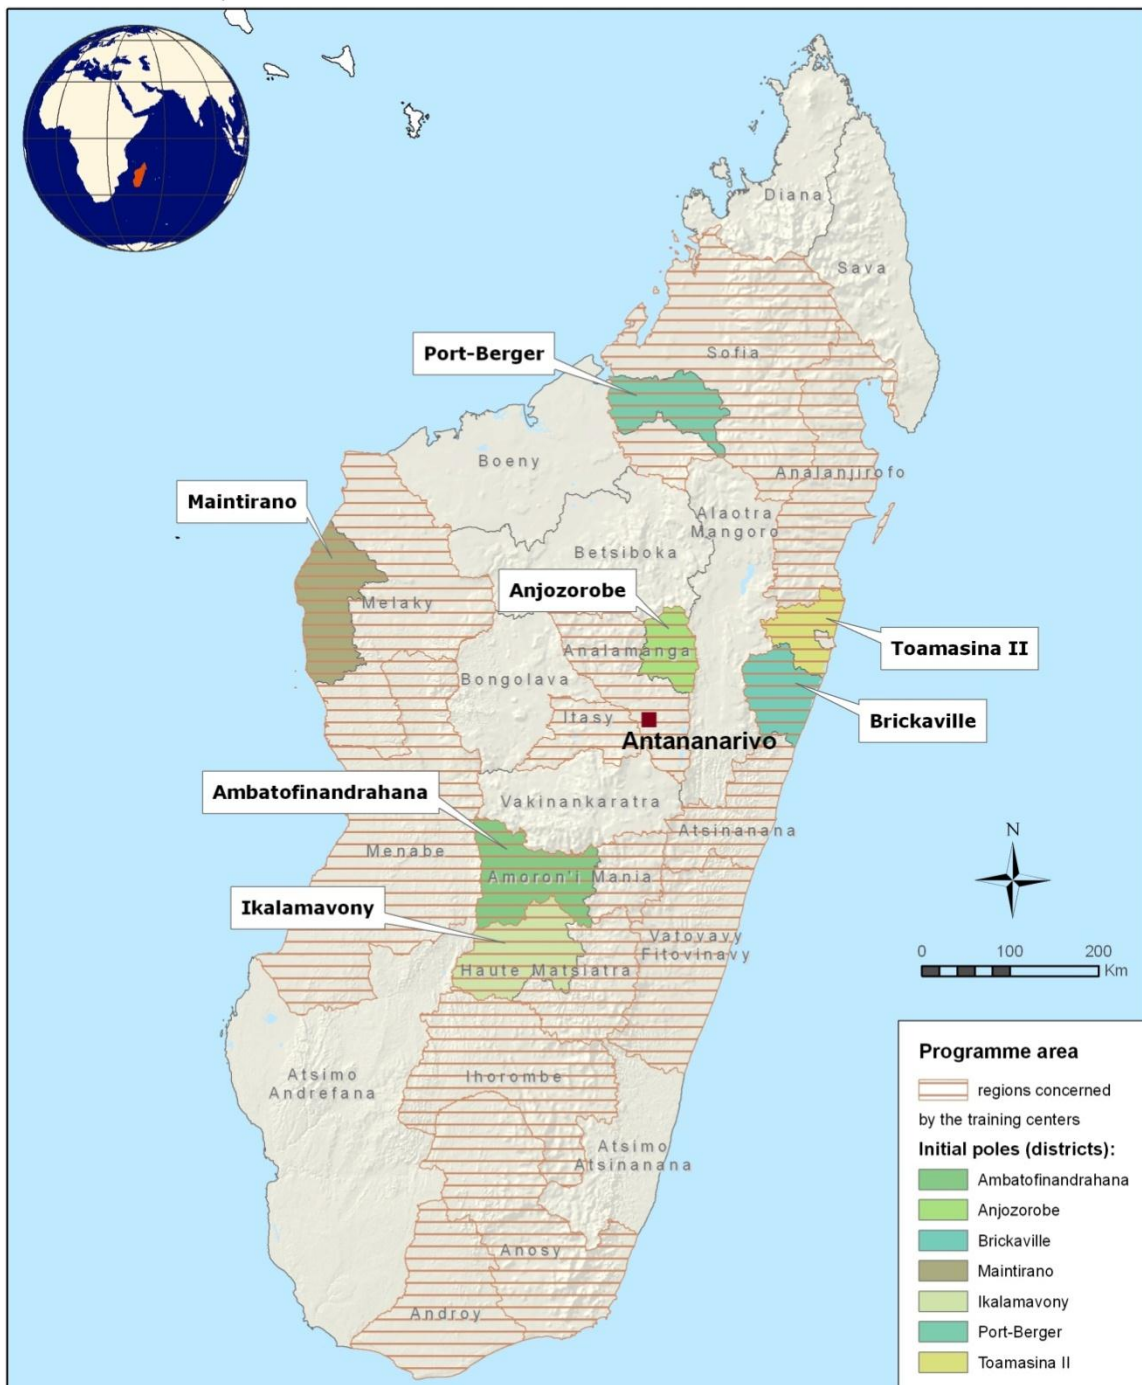 Diana
Sava
Port-Berger
Sofia
Boeny
Analanjirofo
Maintirano
Alaotra
Mangoro
Betsiboka
Anjozorobe
Melaky
Toamasina II
Analamanga
Bongolava
Itasy
Brickaville
Antananarivo
Ambatofinandrahana
Vakinankaratra
Atsinanana
Menabe
Amoron'i Mania
Ikalamavony
Vatovavy
Fitovinavy
Haute Matsiatra
N
0 100 200
Km
Atsimo
Andrefana
Ihorombe
Atsimo
Atsinanana
Anosy
Androy
Programme area
regions concerned
by the training centers
Initial poles (districts):
Ambatofinandrahana
Anjozorobe
Brickaville
Maintirano
Ikalamavony
Port-Berger
Toamasina II